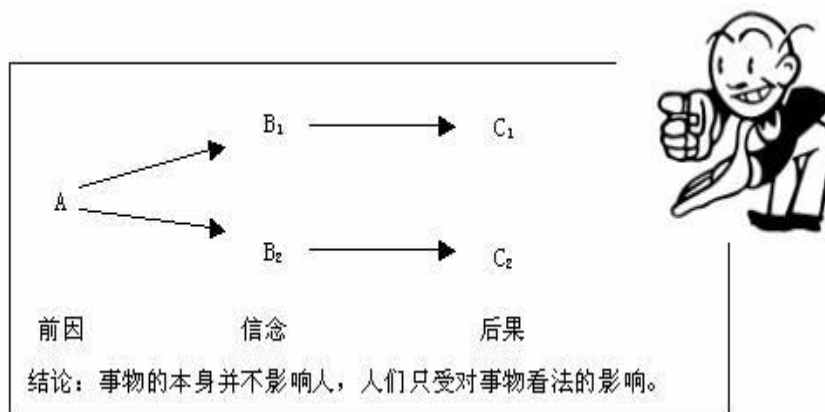 B₁ C₁
A
B₂ C₂
前因 信念 后果
结论：事物的本身并不影响人，人们只受对事物看法的影响。